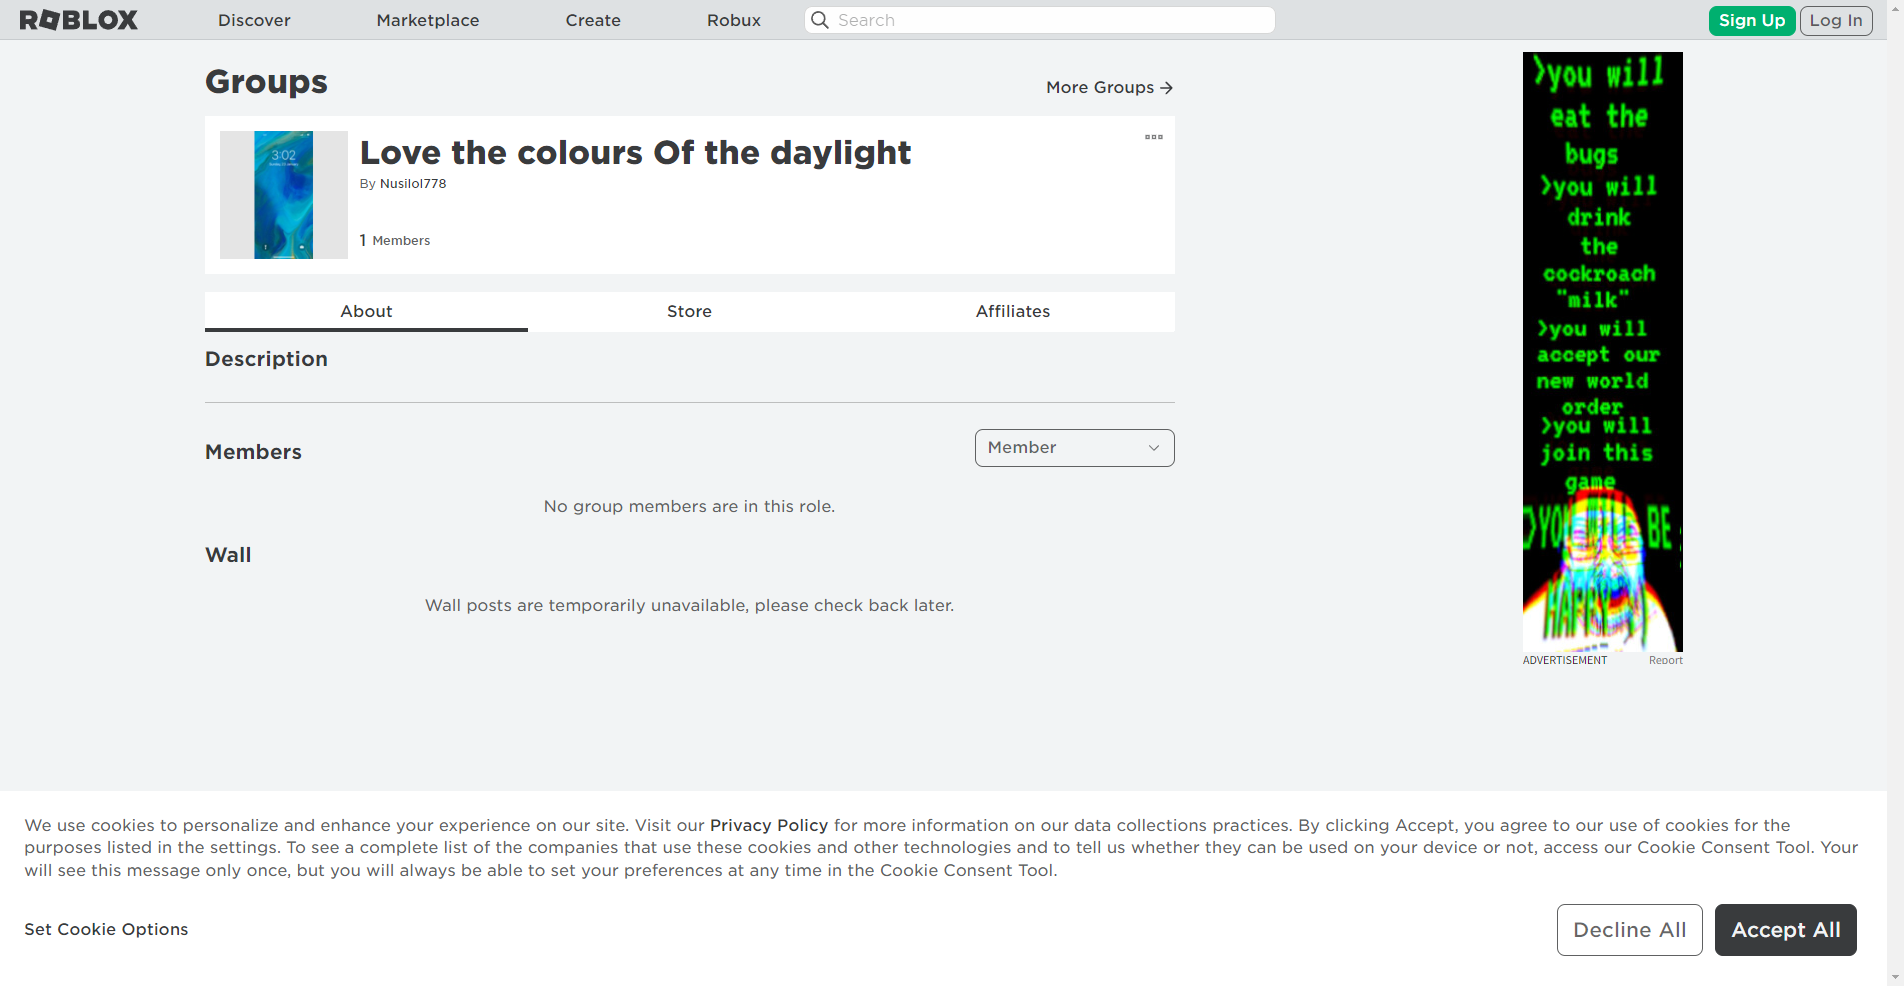 ROBLOX
Discover
Marketplace
Create
Robux
Search
Sign Up
Log In
Groups
More Groups
3:02
Love the colours Of the daylight
By Nusilol778
1 Members
About
Store
Affiliates
Description
Members
Member
No group members are in this role.
Wall
Wall posts are temporarily unavailable, please check back later.
>you will
eat the
bugs
>you will
drink
the
cockroach
"milk"
>you will
accept our
new world
order
>you will
join this
game
>YOU WILL BE
HAPPY
ADVERTISEMENT
Report
We use cookies to personalize and enhance your experience on our site. Visit our Privacy Policy for more information on our data collections practices. By clicking Accept, you agree to our use of cookies for the
purposes listed in the settings. To see a complete list of the companies that use these cookies and other technologies and to tell us whether they can be used on your device or not, access our Cookie Consent Tool. Your
will see this message only once, but you will always be able to set your preferences at any time in the Cookie Consent Tool.
Set Cookie Options
Decline All
Accept All